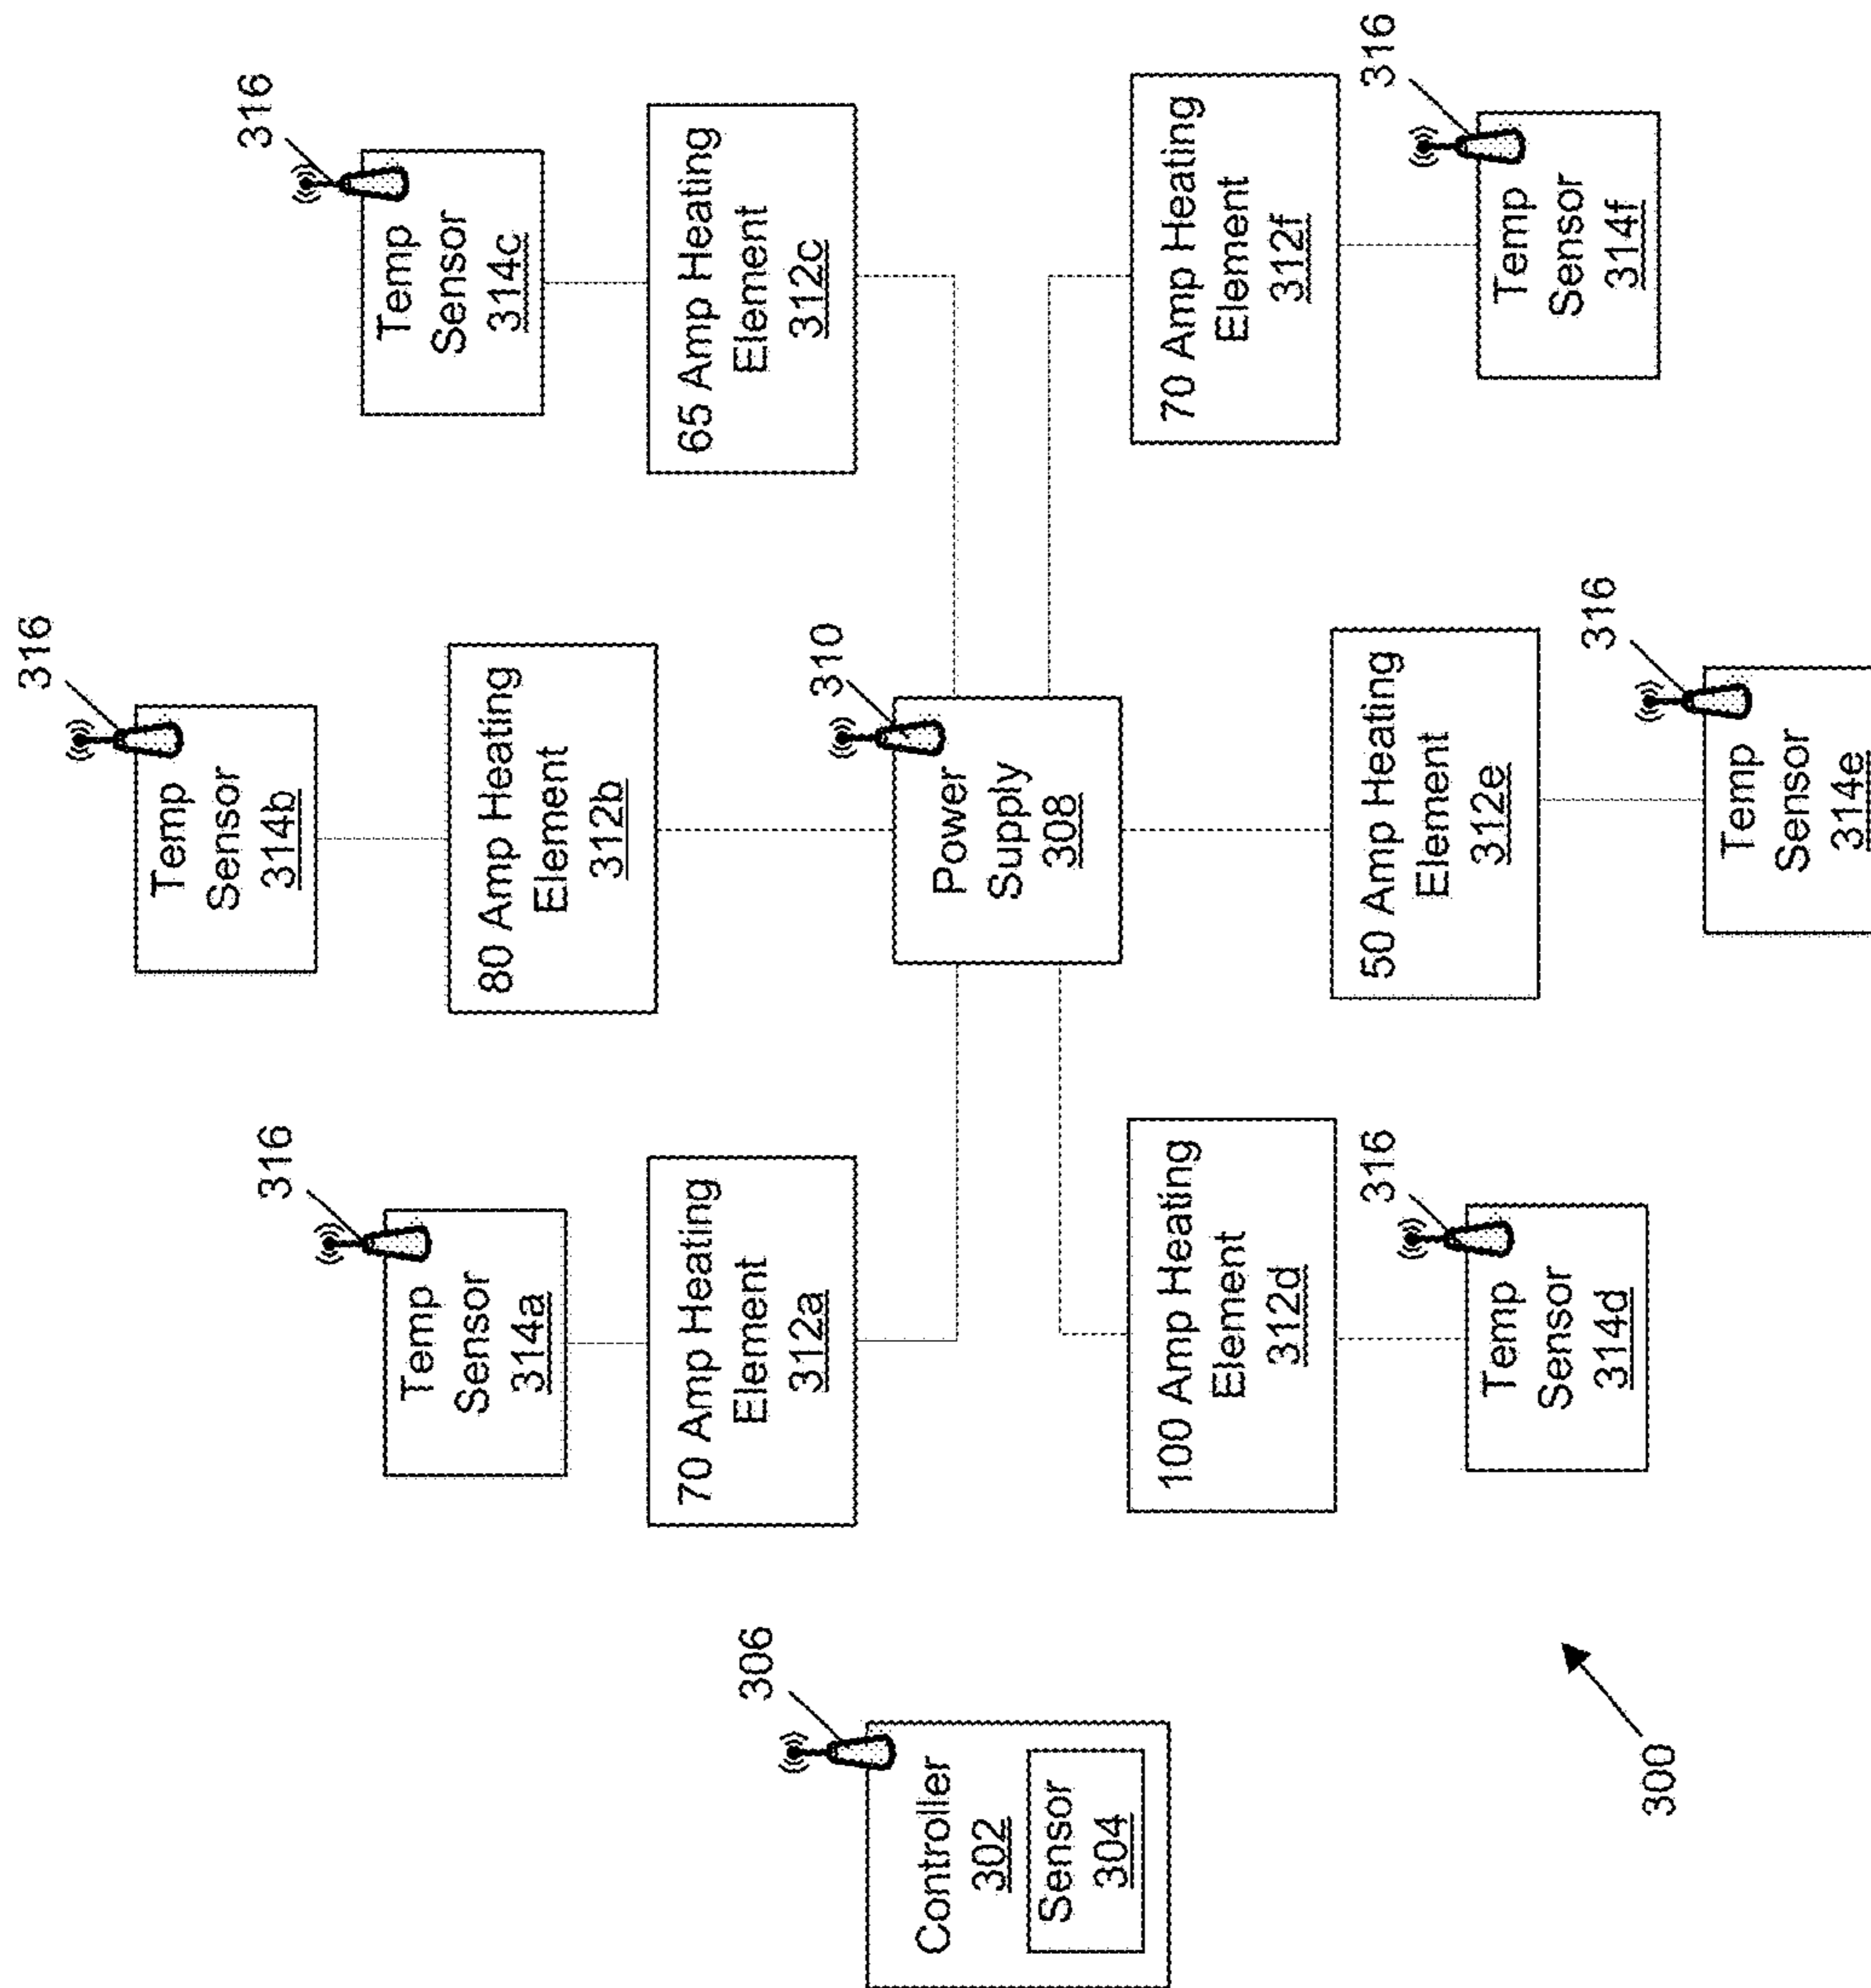 316
Temp
Sensor
314a
70 Amp Heating
Element
312a
316
Temp
Sensor
314b
80 Amp Heating
Element
312b
316
Temp
Sensor
314c
65 Amp Heating
Element
312c
306
Controller
302
Sensor
304
310
Power
Supply
308
100 Amp Heating
Element
312d
316
Temp
Sensor
314d
50 Amp Heating
Element
312e
316
Temp
Sensor
314e
70 Amp Heating
Element
312f
316
Temp
Sensor
314f
300